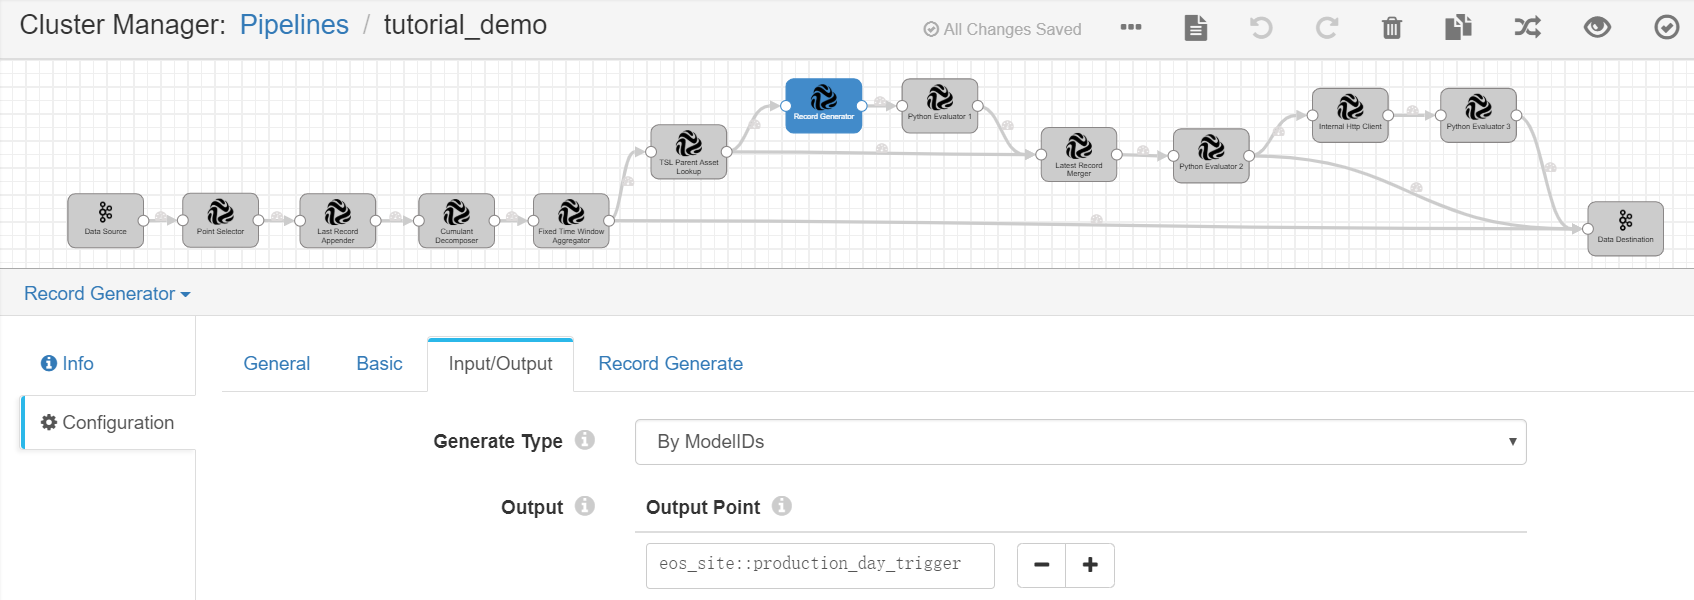 Cluster Manager: Pipelines / tutorial_demo
All Changes Saved
Record Generator
Python Evaluator 1
Internal Http Client
Python Evaluator 3
TSL Parent Asset
Lookup
Latest Record
Merger
Python Evaluator 2
Data Source
Point Selector
Last Record
Appender
Cumulant
Decomposer
Fixed Time Window
Aggregator
Data Destination
Record Generator
Info
Configuration
General
Basic
Input/Output
Record Generate
Generate Type
By ModelIDs
Output
Output Point
eos_site::production_day_trigger